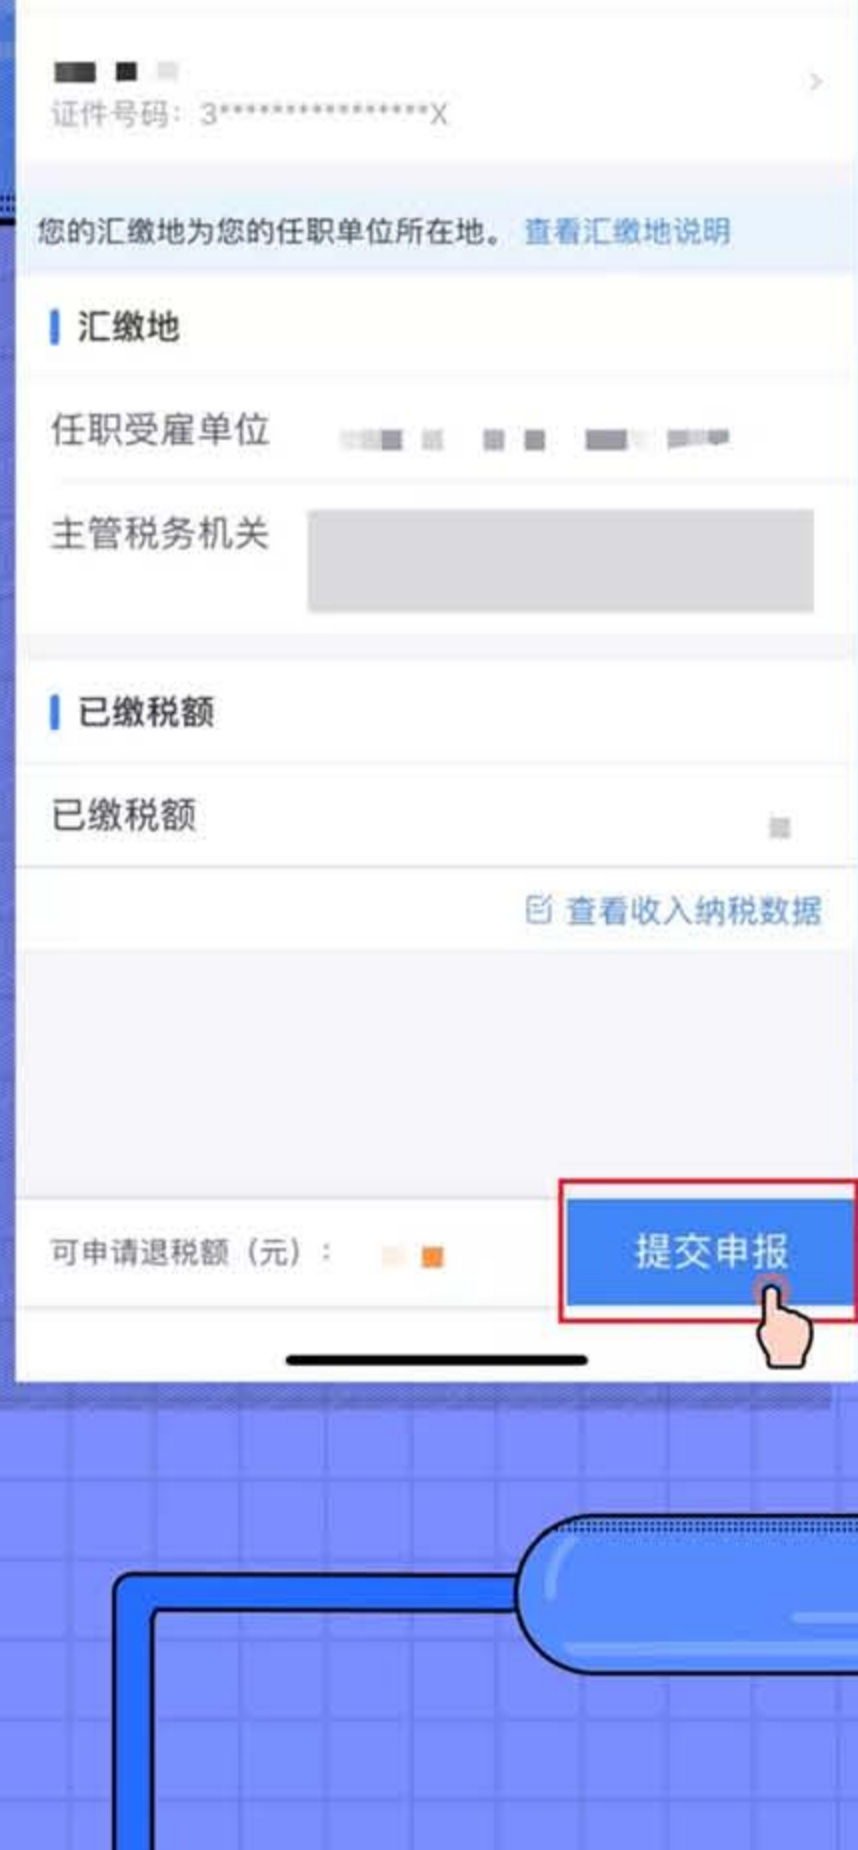 证件号码：3****************X
您的汇缴地为您的任职单位所在地。 查看汇缴地说明
汇缴地
任职受雇单位
主管税务机关
已缴税额
已缴税额
查看收入纳税数据
可申请退税额（元）：
提交申报